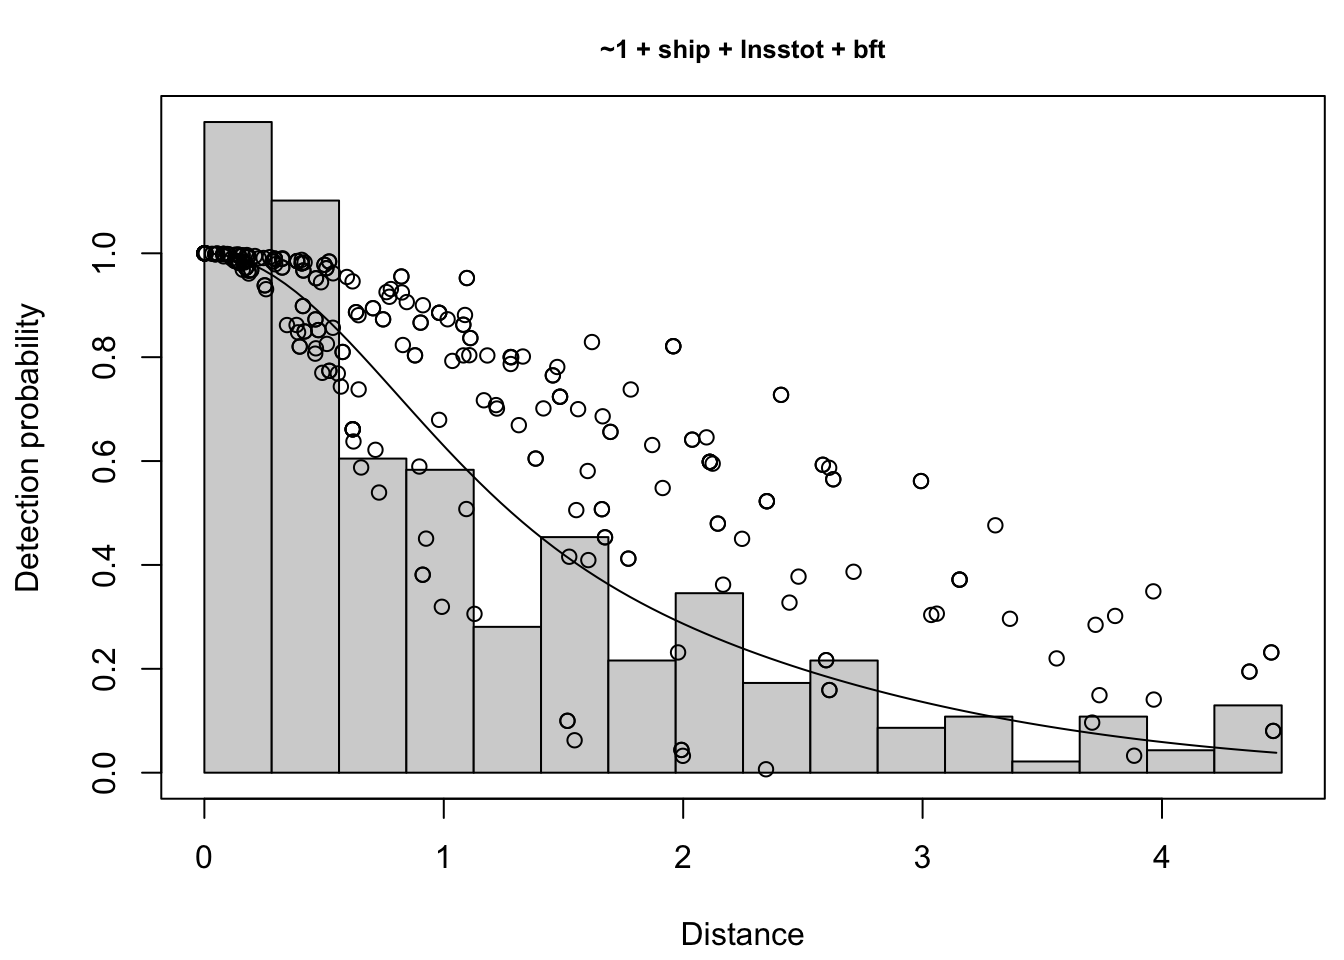 ~1 + ship + lnsstot + bft
Detection probability
1.0
0.8
0.6
0.4
0.2
0.0
0 1 2 3 4
Distance